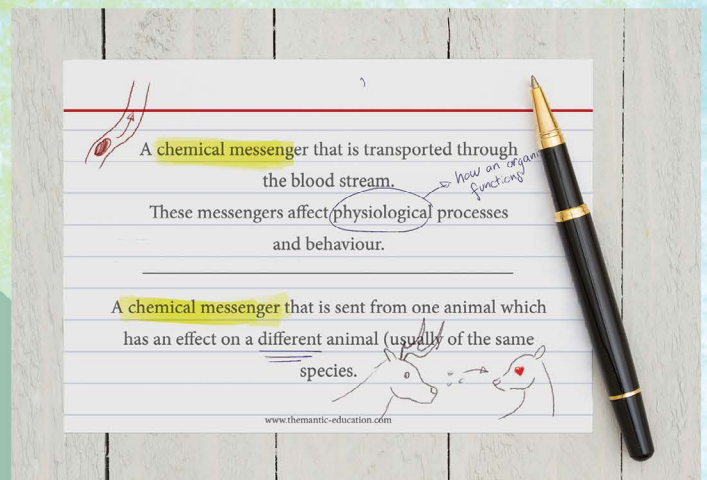 A chemical messenger that is transported through
the blood stream.
how an organ
functions
These messengers affect physiological processes
and behaviour.
A chemical messenger that is sent from one animal which
has an effect on a different animal (usually of the same
species.
www.themantic-education.com